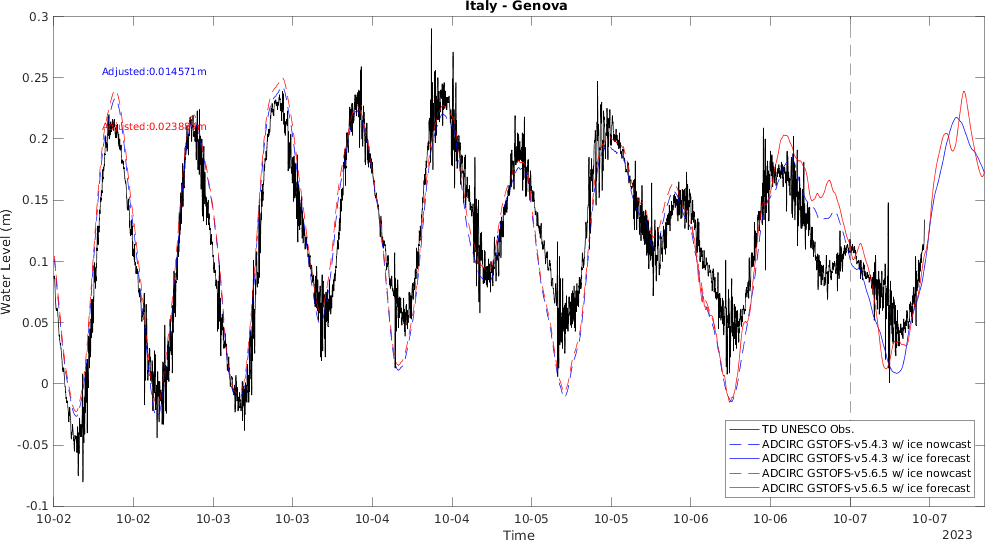 Italy - Genova
Water Level (m)
0.3
0.25
0.2
0.15
0.1
0.05
0
-0.05
-0.1
Adjusted:0.014571m
TD UNESCO Obs.
ADCIRC GSTOFS-v5.4.3 w/ ice nowcast
ADCIRC GSTOFS-v5.4.3 w/ ice forecast
ADCIRC GSTOFS-v5.6.5 w/ ice nowcast
ADCIRC GSTOFS-v5.6.5 w/ ice forecast
10-02 10-02 10-03 10-03 10-04 10-04 10-05 10-05 10-06 10-06 10-07 10-07
Time
2023